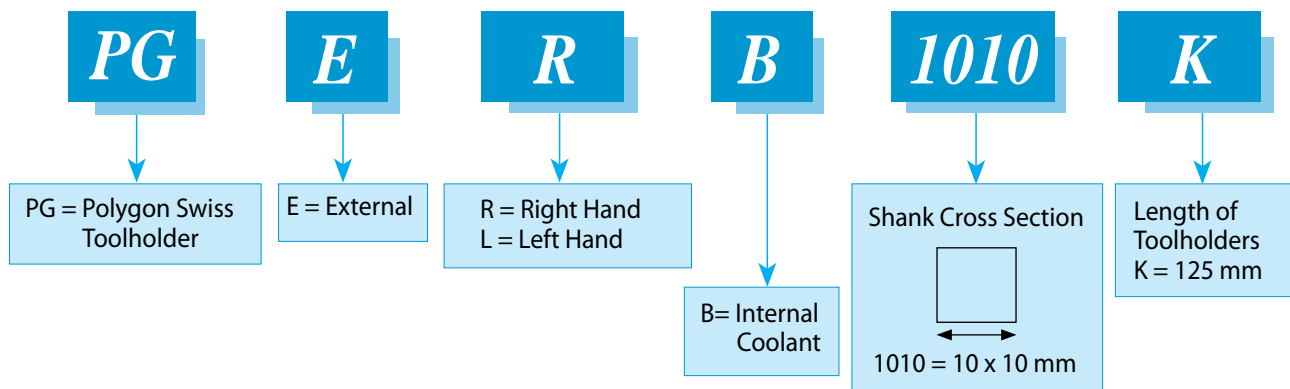 PG E R B 1010 K
PG = Polygon Swiss
Toolholder
E = External
R = Right Hand
L = Left Hand
B= Internal
Coolant
Shank Cross Section
1010 = 10 x 10 mm
Length of
Toolholders
K = 125 mm